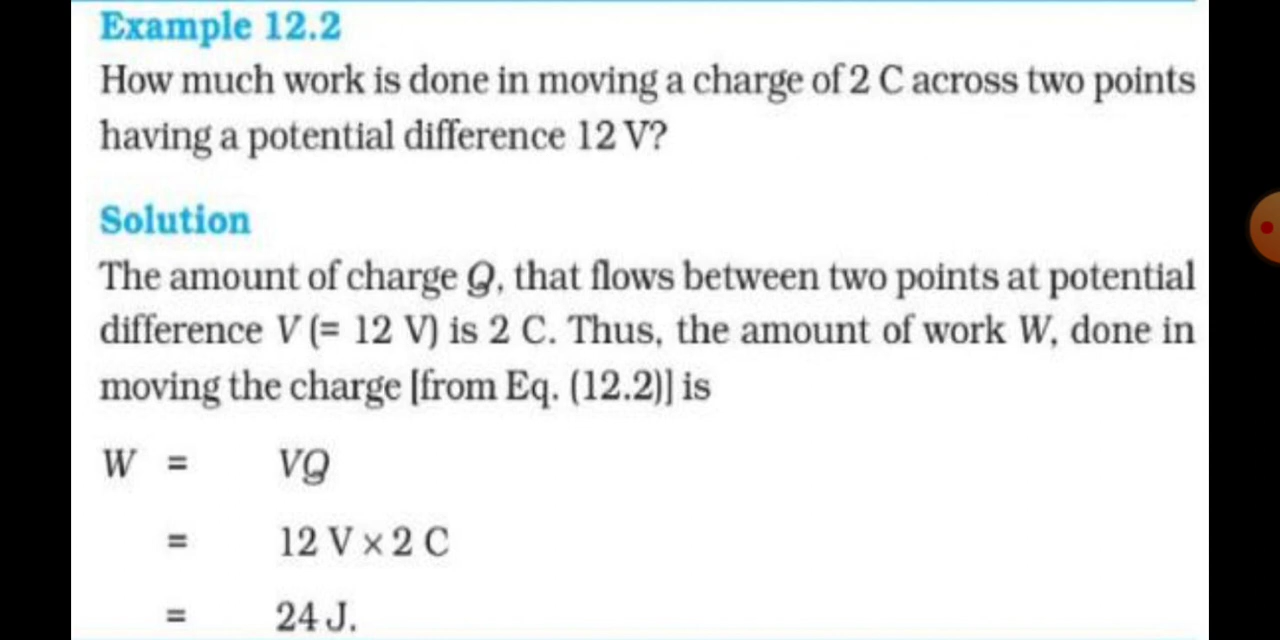 Example 12.2
How much work is done in moving a charge of 2 C across two points
having a potential difference 12 V?
Solution
The amount of charge Q, that flows between two points at potential
difference V (= 12 V) is 2 C. Thus, the amount of work W, done in
moving the charge [from Eq. (12.2)] is
W = VQ
= 12 V × 2 C
= 24 J.